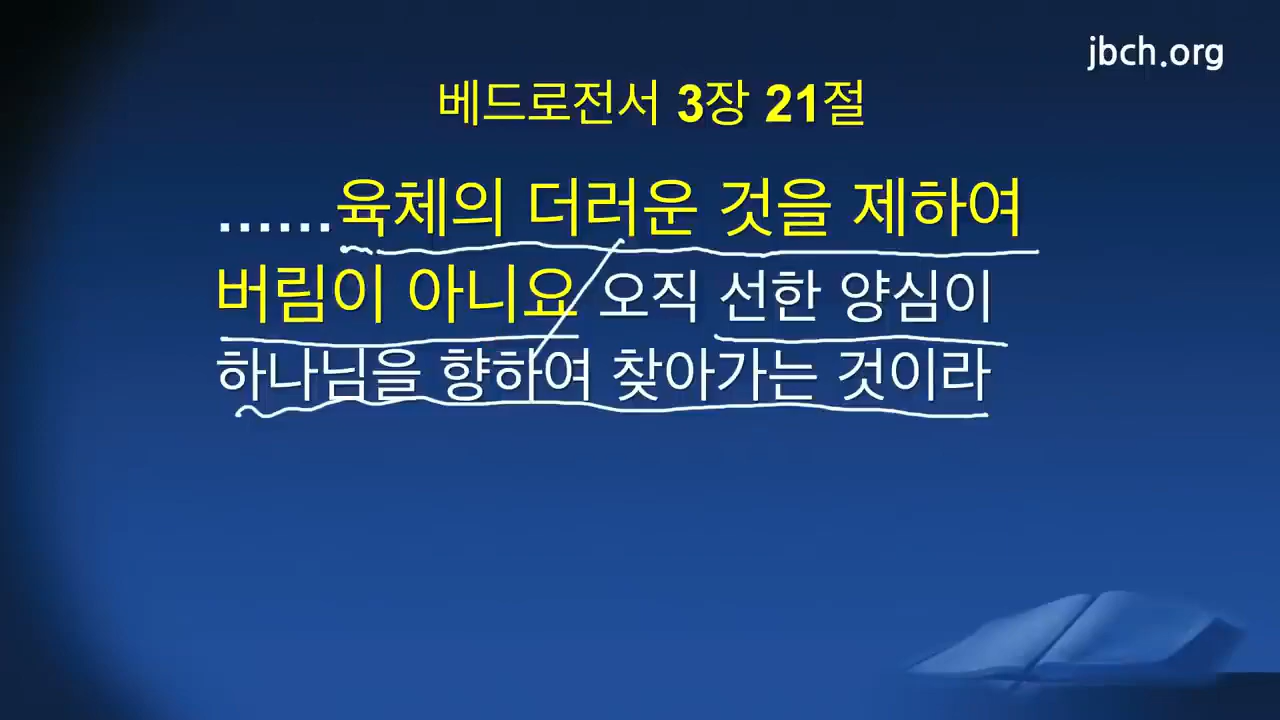 jbch.org
베드로전서 3장 21절
......육체의 더러운 것을 제하여
버림이 아니요 오직 선한 양심이
하나님을 향하여 찾아가는 것이라